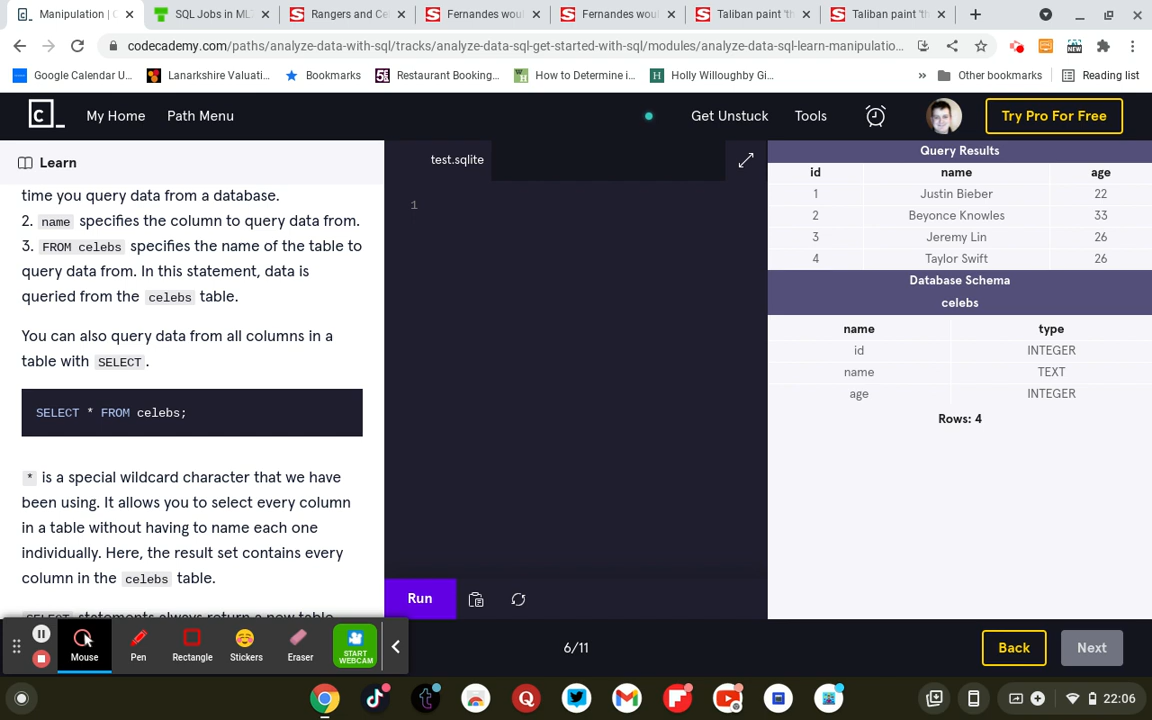 Manipulation | C
SQL Jobs in ML
Rangers and Ce
Fernandes wou
Fernandes wou
Taliban paint "th
Taliban paint "th
codecademy.com/paths/analyze-data-with-sql/tracks/analyze-data-sql-get-started-with-sql/modules/analyze-data-sql-learn-manipulatio...
Google Calendar U...
Lanarkshire Valuati...
Bookmarks
Restaurant Booking...
How to Determine i...
Holly Willoughby Gi...
»
Other bookmarks
Reading list
My Home
Path Menu
Get Unstuck
Tools
Try Pro For Free
Learn
time you query data from a database.
2. name specifies the column to query data from.
3. FROM celebs specifies the name of the table to
query data from. In this statement, data is
queried from the celebs table.
You can also query data from all columns in a
table with SELECT.
SELECT * FROM celebs;
* is a special wildcard character that we have
been using. It allows you to select every column
in a table without having to name each one
individually. Here, the result set contains every
column in the celebs table.
SELECT statements always return a new table
test.sqlite
1
Run
Query Results
id name age
1 Justin Bieber 22
2 Beyonce Knowles 33
3 Jeremy Lin 26
4 Taylor Swift 26
Database Schema
celebs
name type
id INTEGER
name TEXT
age INTEGER
Rows: 4
Mouse
Pen
Rectangle
Stickers
Eraser
START
WEBCAM
6/11
Back
Next
22:06